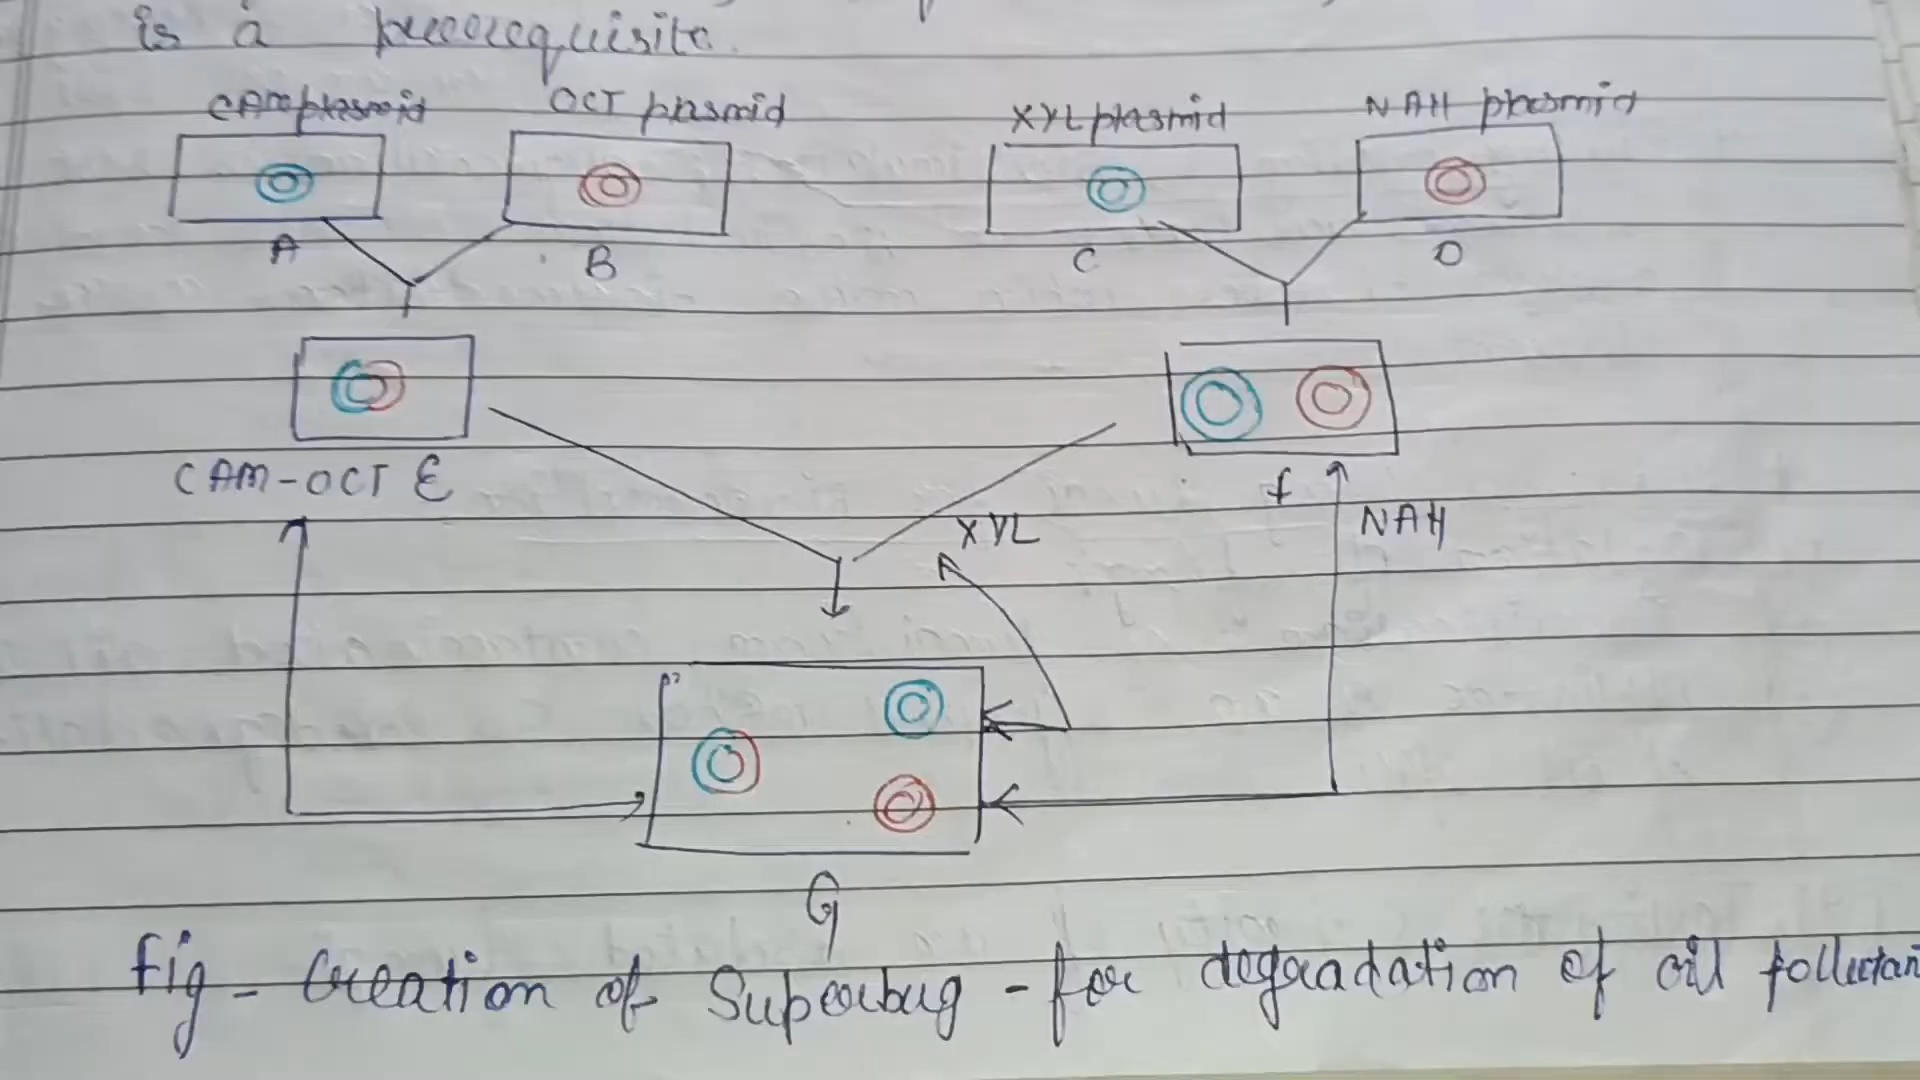 is a prerequisite.
CAM plasmid OCT plasmid XYL plasmid NAH plasmid
A B C D
CAM-OCT E f
XYL NAH
G
fig - Creation of Superbug - for degradation of oil pollutan